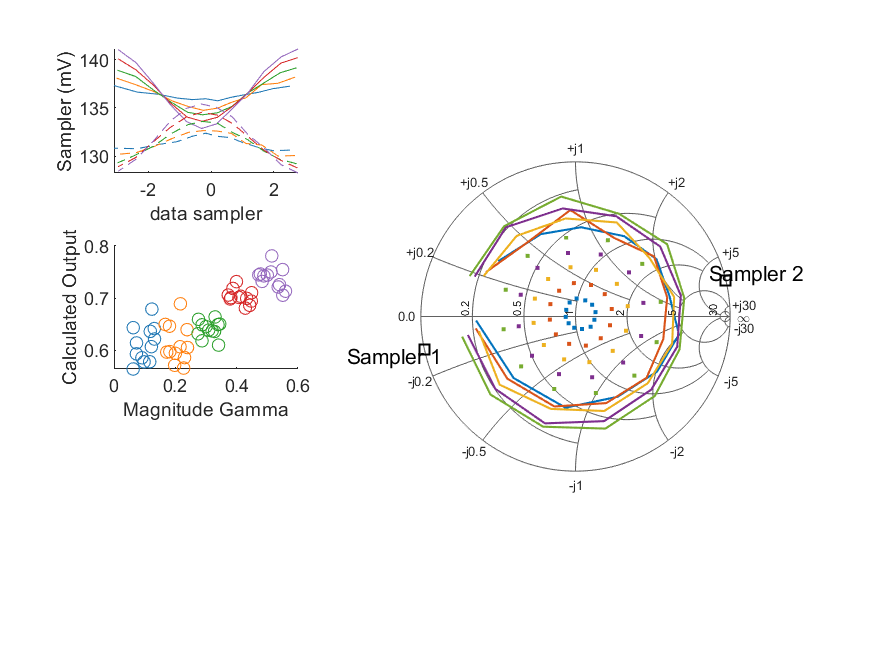 Sampler (mV)
140
135
130
-2
0
2
data sampler
Calculated Output
0.8
0.7
0.6
0
0.2
0.4
0.6
Magnitude Gamma
+j1
+j0.5
+j2
+j0.2
+j5
Sampler 2
+j30
0.0
0.2
0.5
1
2
5
30
∞
-j30
Sampler 1
-j0.2
-j5
-j0.5
-j2
-j1